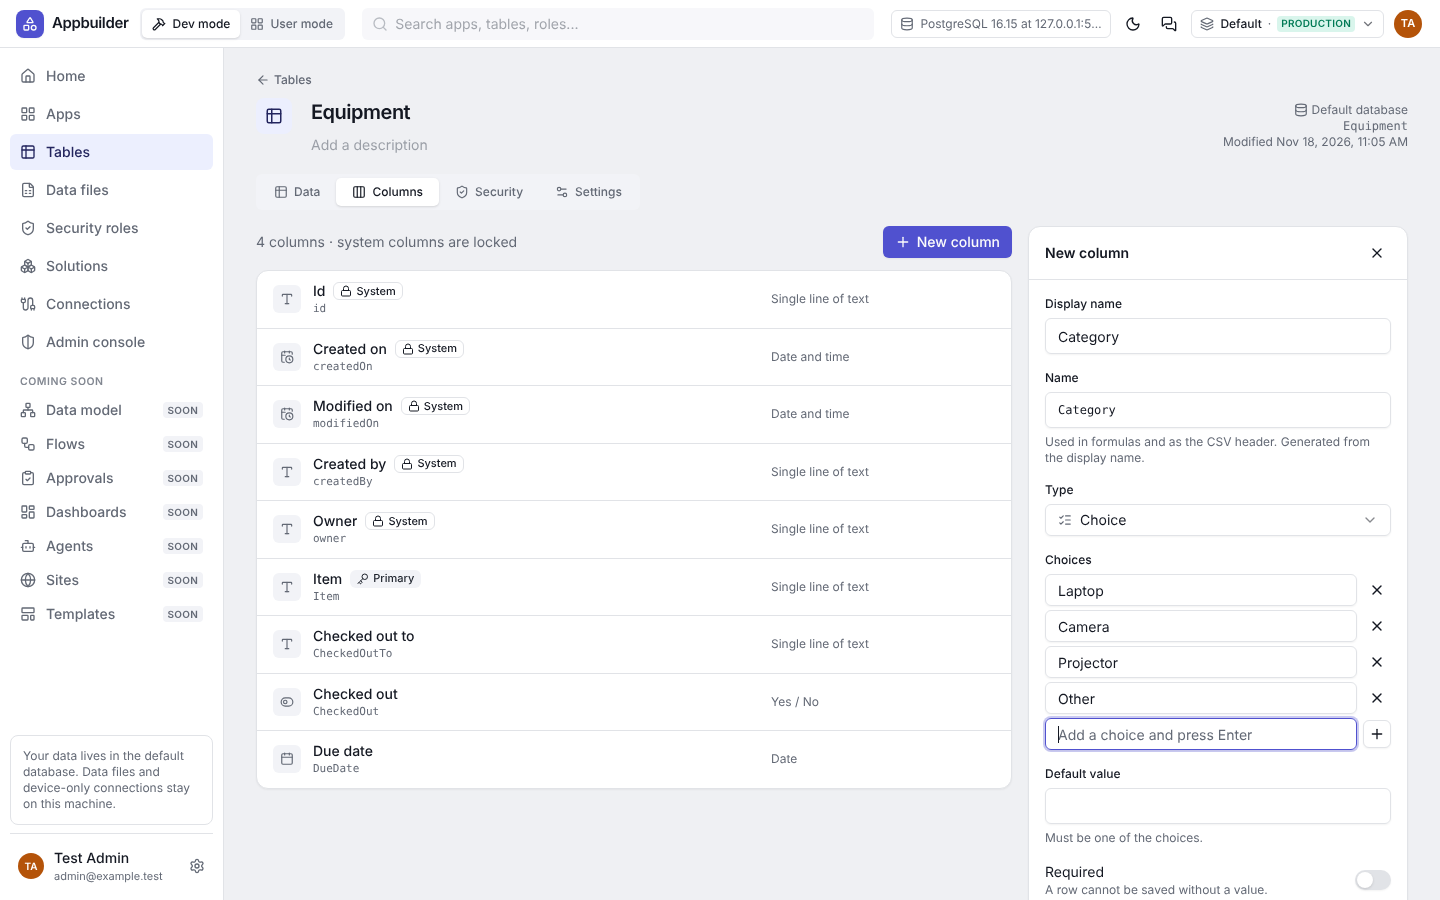 Appbuilder
Dev mode
User mode
Search apps, tables, roles...
PostgreSQL 16.15 at 127.0.0.1:5...
Default · PRODUCTION
TA
Home
Apps
Tables
Data files
Security roles
Solutions
Connections
Admin console
COMING SOON
Data model SOON
Flows SOON
Approvals SOON
Dashboards SOON
Agents SOON
Sites SOON
Templates SOON
Your data lives in the default
database. Data files and
device-only connections stay
on this machine.
TA
Test Admin
admin@example.test
Tables
Equipment
Add a description
Default database
Equipment
Modified Nov 18, 2026, 11:05 AM
Data
Columns
Security
Settings
4 columns · system columns are locked
New column
Id System
id
Single line of text
Created on System
createdOn
Date and time
Modified on System
modifiedOn
Date and time
Created by System
createdBy
Single line of text
Owner System
owner
Single line of text
Item Primary
Item
Single line of text
Checked out to
CheckedOutTo
Single line of text
Checked out
CheckedOut
Yes / No
Due date
DueDate
Date
New column
Display name
Category
Name
Category
Used in formulas and as the CSV header. Generated from
the display name.
Type
Choice
Choices
Laptop
Camera
Projector
Other
Add a choice and press Enter
Default value
Must be one of the choices.
Required
A row cannot be saved without a value.